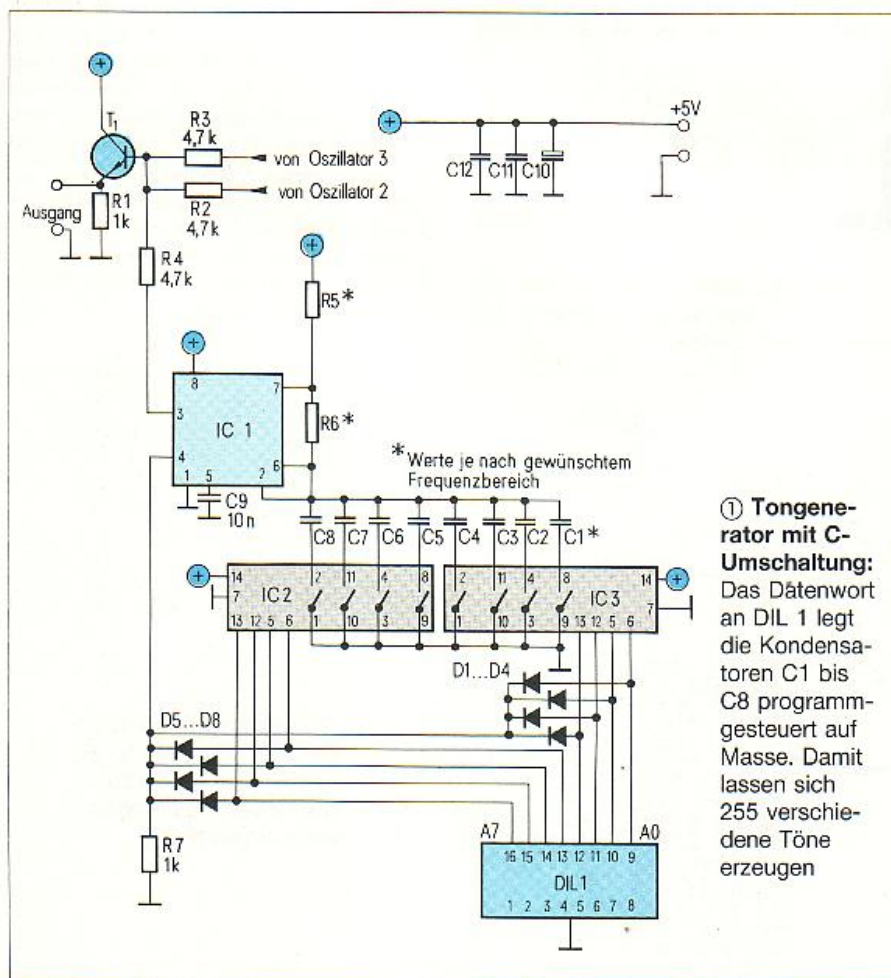 +
T1
R3
4,7k
von Oszillator 3
R1
1k
R2
4,7k
von Oszillator 2
Ausgang
R4
4,7k
+
+5V
C12 C11 C10
+
R5*
+
8
3 7
IC 1
R6*
4 6
1 5 2
C9
10n
*Werte je nach gewünschtem
Frequenzbereich
C8 C7 C6 C5 C4 C3 C2 C1*
+
14 2 11 4 8
7 IC2
13 12 5 6 1 10 3 9
2 11 4 8 14
+
IC 3 7
1 10 3 9 13 12 5 6
D1...D4
D5...D8
R7
1k
A7 A0
16 15 14 13 12 11 10 9
DIL1
1 2 3 4 5 6 7 8
① Tongene-
rator mit C-
Umschaltung:
Das Datenwort
an DIL 1 legt
die Kondensa-
toren C1 bis
C8 programm-
gesteuert auf
Masse. Damit
lassen sich
255 verschie-
dene Töne
erzeugen